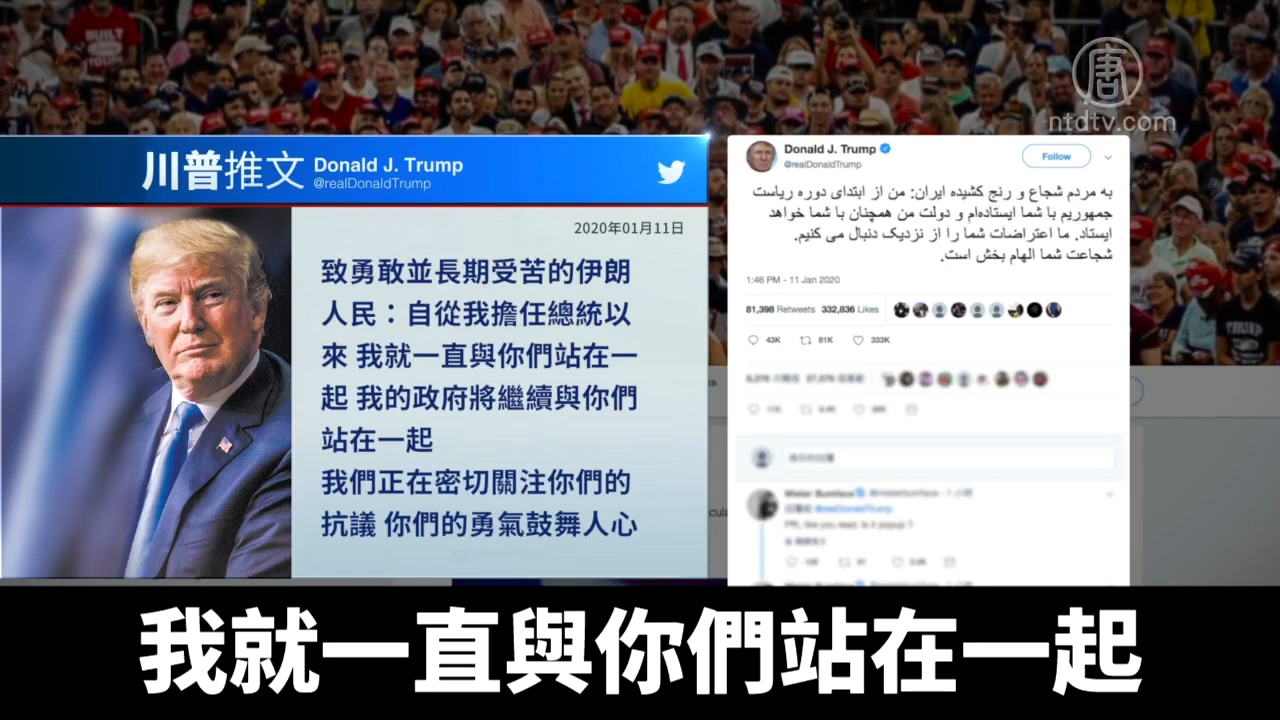 BUILT
唐
ntdtv.com
川普推文 Donald J. Trump
@realDonaldTrump
2020年01月11日
致勇敢並長期受苦的伊朗
人民：自從我擔任總統以
來 我就一直與你們站在一
起 我的政府將繼續與你們
站在一起
我們正在密切關注你們的
抗議 你們的勇氣鼓舞人心
Donald J. Trump
@realDonaldTrump
Follow
به مردم شجاع و رنج کشیده ایران: من از ابتدای دوره ریاست
جمهوریم با شما ایستاده‌ام و دولت من همچنان با شما خواهد
ایستاد. ما اعتراضات شما را از نزدیک دنبال می کنیم.
شجاعت شما الهام بخش است.
1:46 PM - 11 Jan 2020
81,398 Retweets 332,836 Likes
43K 81K 333K
@realDonaldTrump
TRUMP
我就一直與你們站在一起